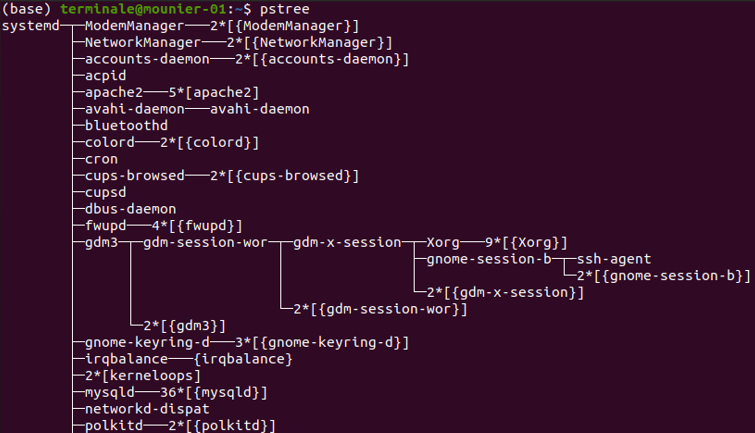 (base) terminale@mounier-01:~$ pstree
systemd─┬─ModemManager───2*[{ModemManager}]
        ├─NetworkManager───2*[{NetworkManager}]
        ├─accounts-daemon───2*[{accounts-daemon}]
        ├─acpid
        ├─apache2───5*[apache2]
        ├─avahi-daemon───avahi-daemon
        ├─bluetoothd
        ├─colord───2*[{colord}]
        ├─cron
        ├─cups-browsed───2*[{cups-browsed}]
        ├─cupsd
        ├─dbus-daemon
        ├─fwupd───4*[{fwupd}]
        ├─gdm3─┬─gdm-session-wor─┬─gdm-x-session─┬─Xorg───9*[{Xorg}]
        │      │                 │               ├─gnome-session-b─┬─ssh-agent
        │      │                 │               │                 └─2*[{gnome-session-b}]
        │      │                 │               └─2*[{gdm-x-session}]
        │      │                 └─2*[{gdm-session-wor}]
        │      └─2*[{gdm3}]
        ├─gnome-keyring-d───3*[{gnome-keyring-d}]
        ├─irqbalance───{irqbalance}
        ├─2*[kerneloops]
        ├─mysqld───36*[{mysqld}]
        ├─networkd-dispat
        ├─polkitd───2*[{polkitd}]